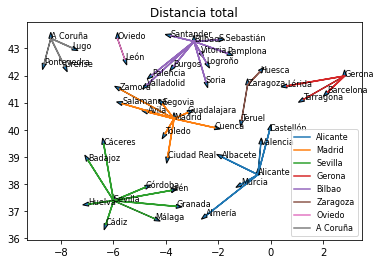 Distancia total
43
42
41
40
39
38
37
36
-8
-6
-4
-2
0
2
A Coruña
Lugo
Pontevedra
Oviedo
León
Santander
Bilbao
S.Sebastián
Vitoria
Pamplona
Logroño
Burgos
Palencia
Valladolid
Soria
Zamora
Salamanca
Segovia
Ávila
Guadalajara
Madrid
Toledo
Cuenca
Ciudad Real
Huesca
Zaragoza
Lérida
Teruel
Gerona
Barcelona
Tarragona
Castellón
Valencia
Albacete
Alicante
Murcia
Almería
Cáceres
Badajoz
Córdoba
Jaén
Sevilla
Huelva
Granada
Málaga
Cádiz
Alicante
Madrid
Sevilla
Gerona
Bilbao
Zaragoza
Oviedo
A Coruña